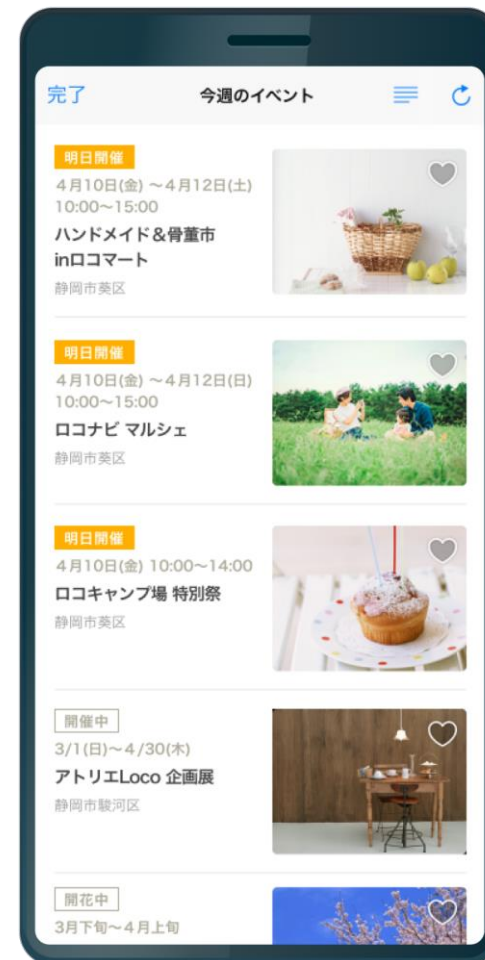 完了
今週のイベント
明日開催
4月10日(金) ～4月12日(土)
10:00～15:00
ハンドメイド＆骨董市
inロコマート
静岡市葵区
明日開催
4月10日(金) ～4月12日(日)
10:00～15:00
ロコナビ マルシェ
静岡市葵区
明日開催
4月10日(金) 10:00～14:00
ロコキャンプ場 特別祭
静岡市葵区
開催中
3/1(日)～4/30(木)
アトリエLoco 企画展
静岡市駿河区
開花中
3月下旬～4月上旬